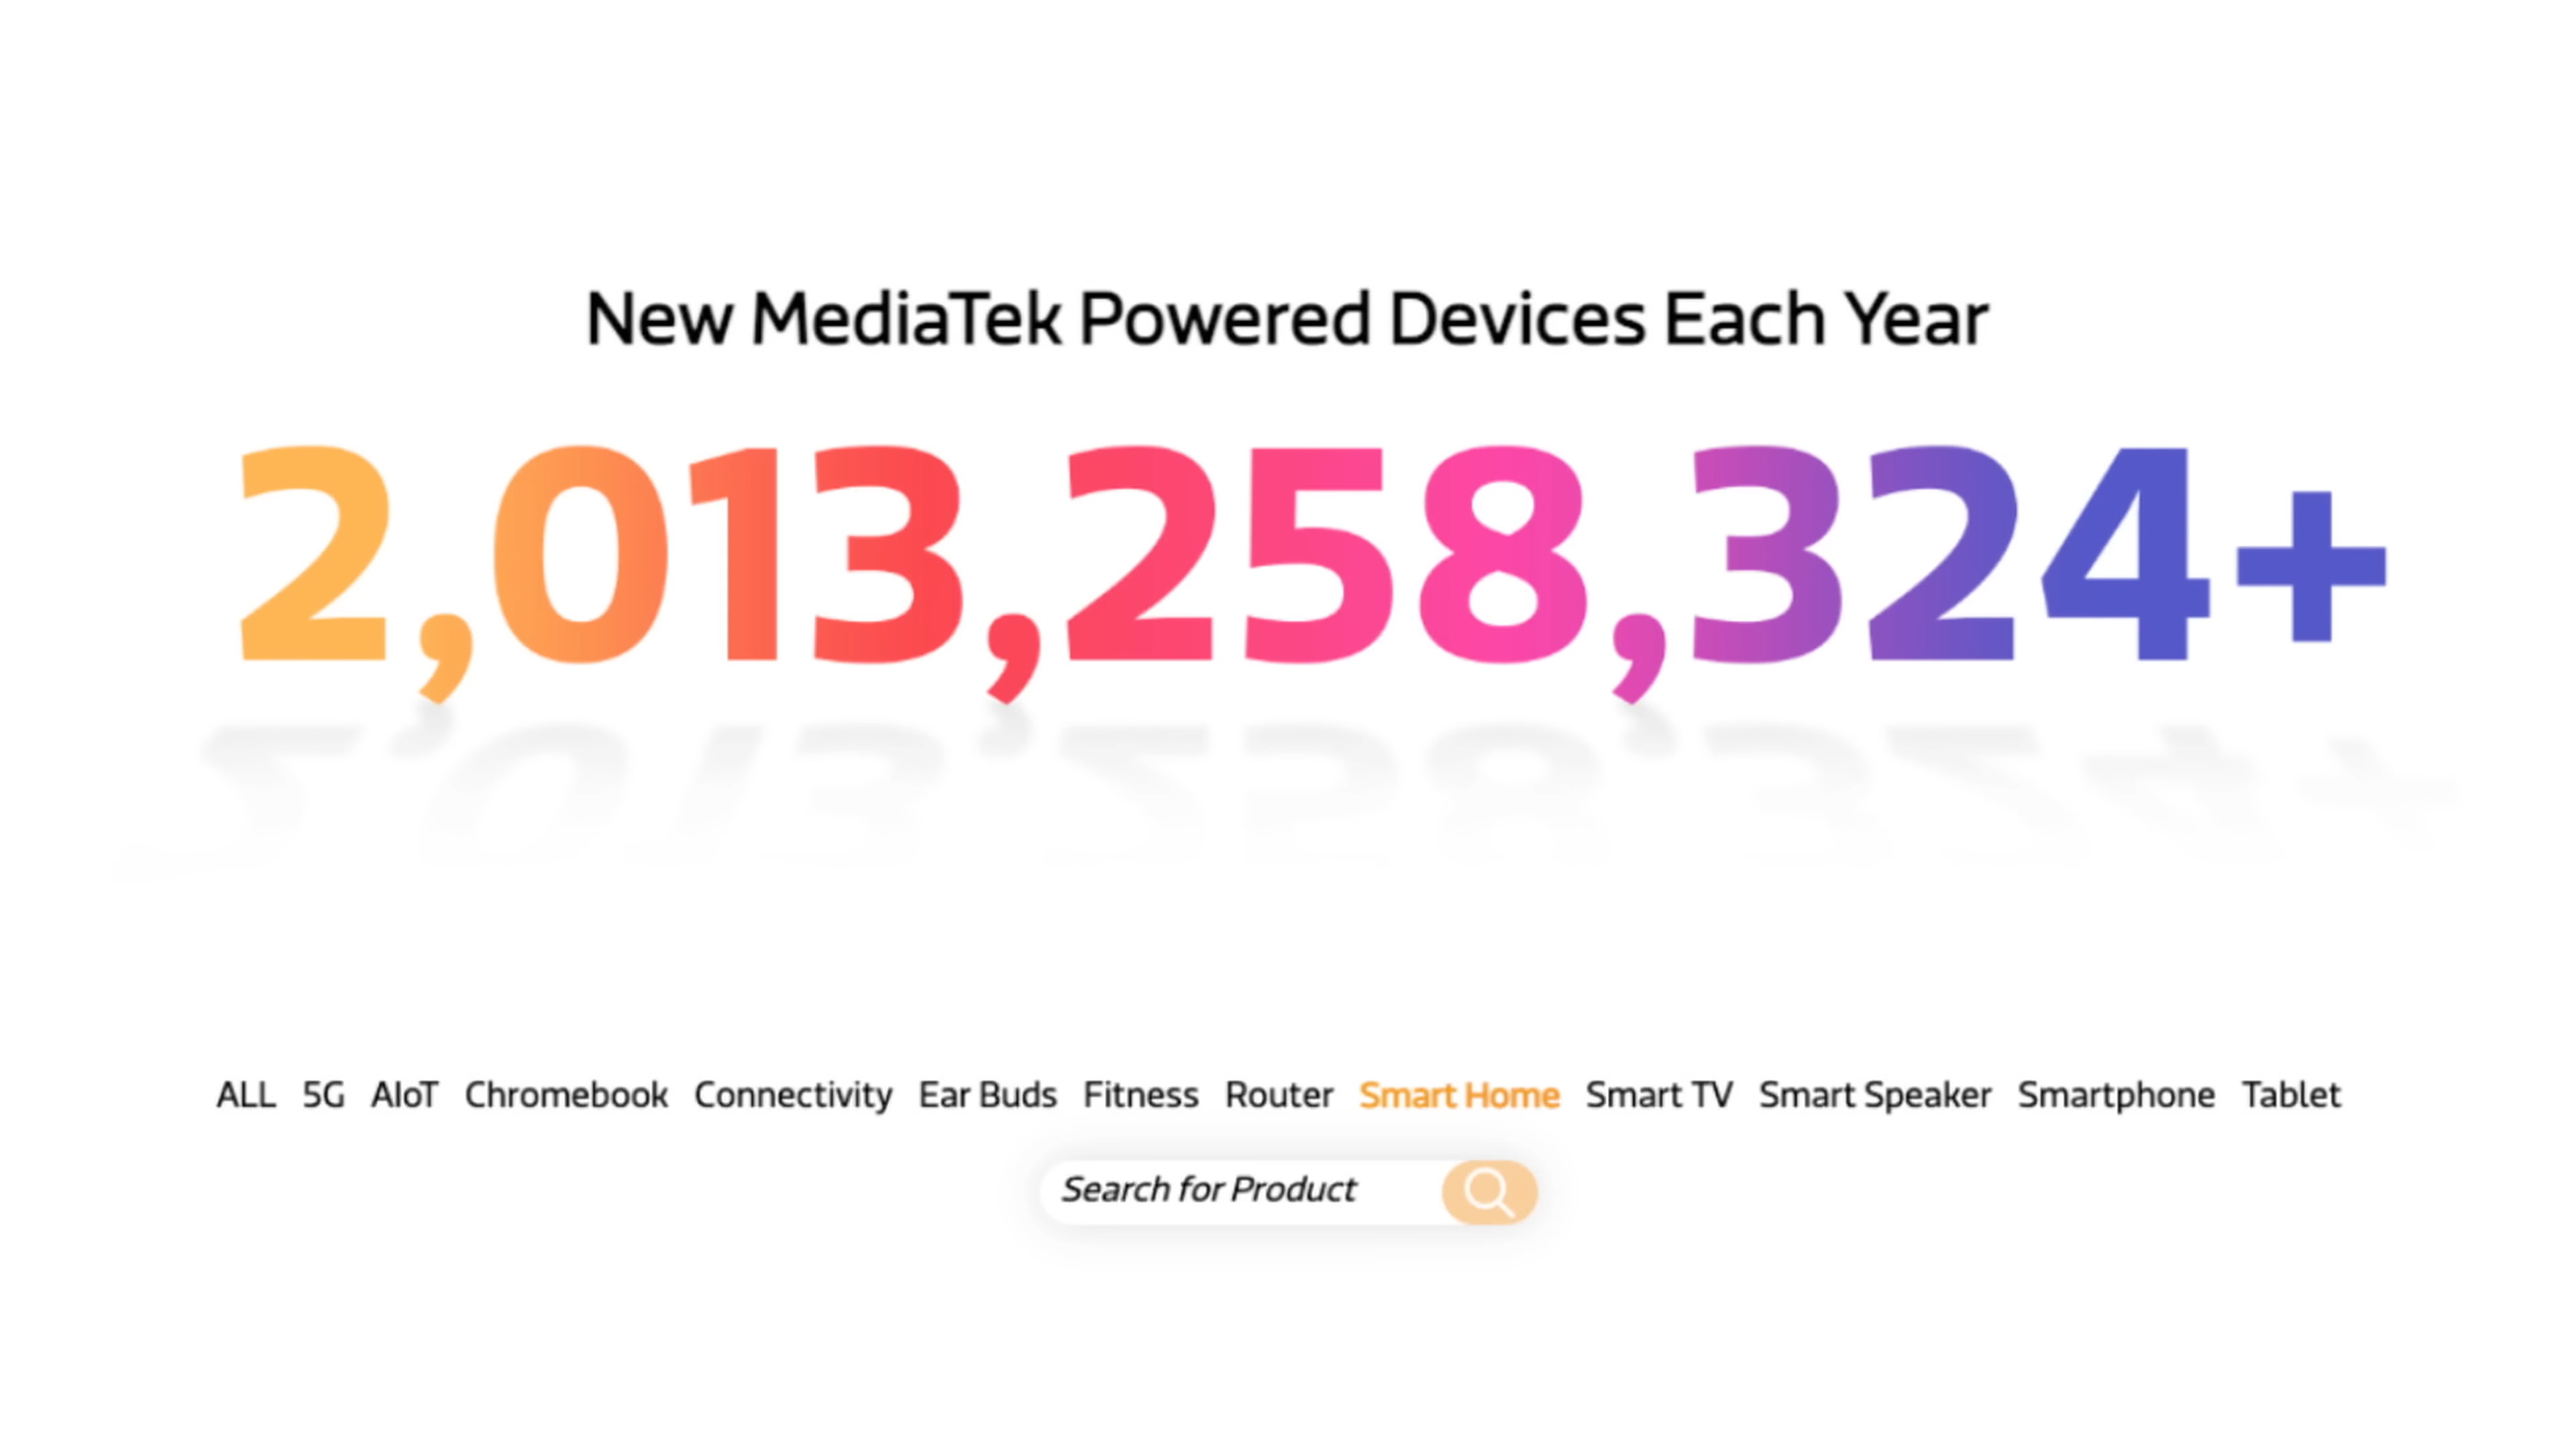 New MediaTek Powered Devices Each Year
2,013,258,324+
ALL 5G AIoT Chromebook Connectivity Ear Buds Fitness Router Smart Home Smart TV Smart Speaker Smartphone Tablet
Search for Product